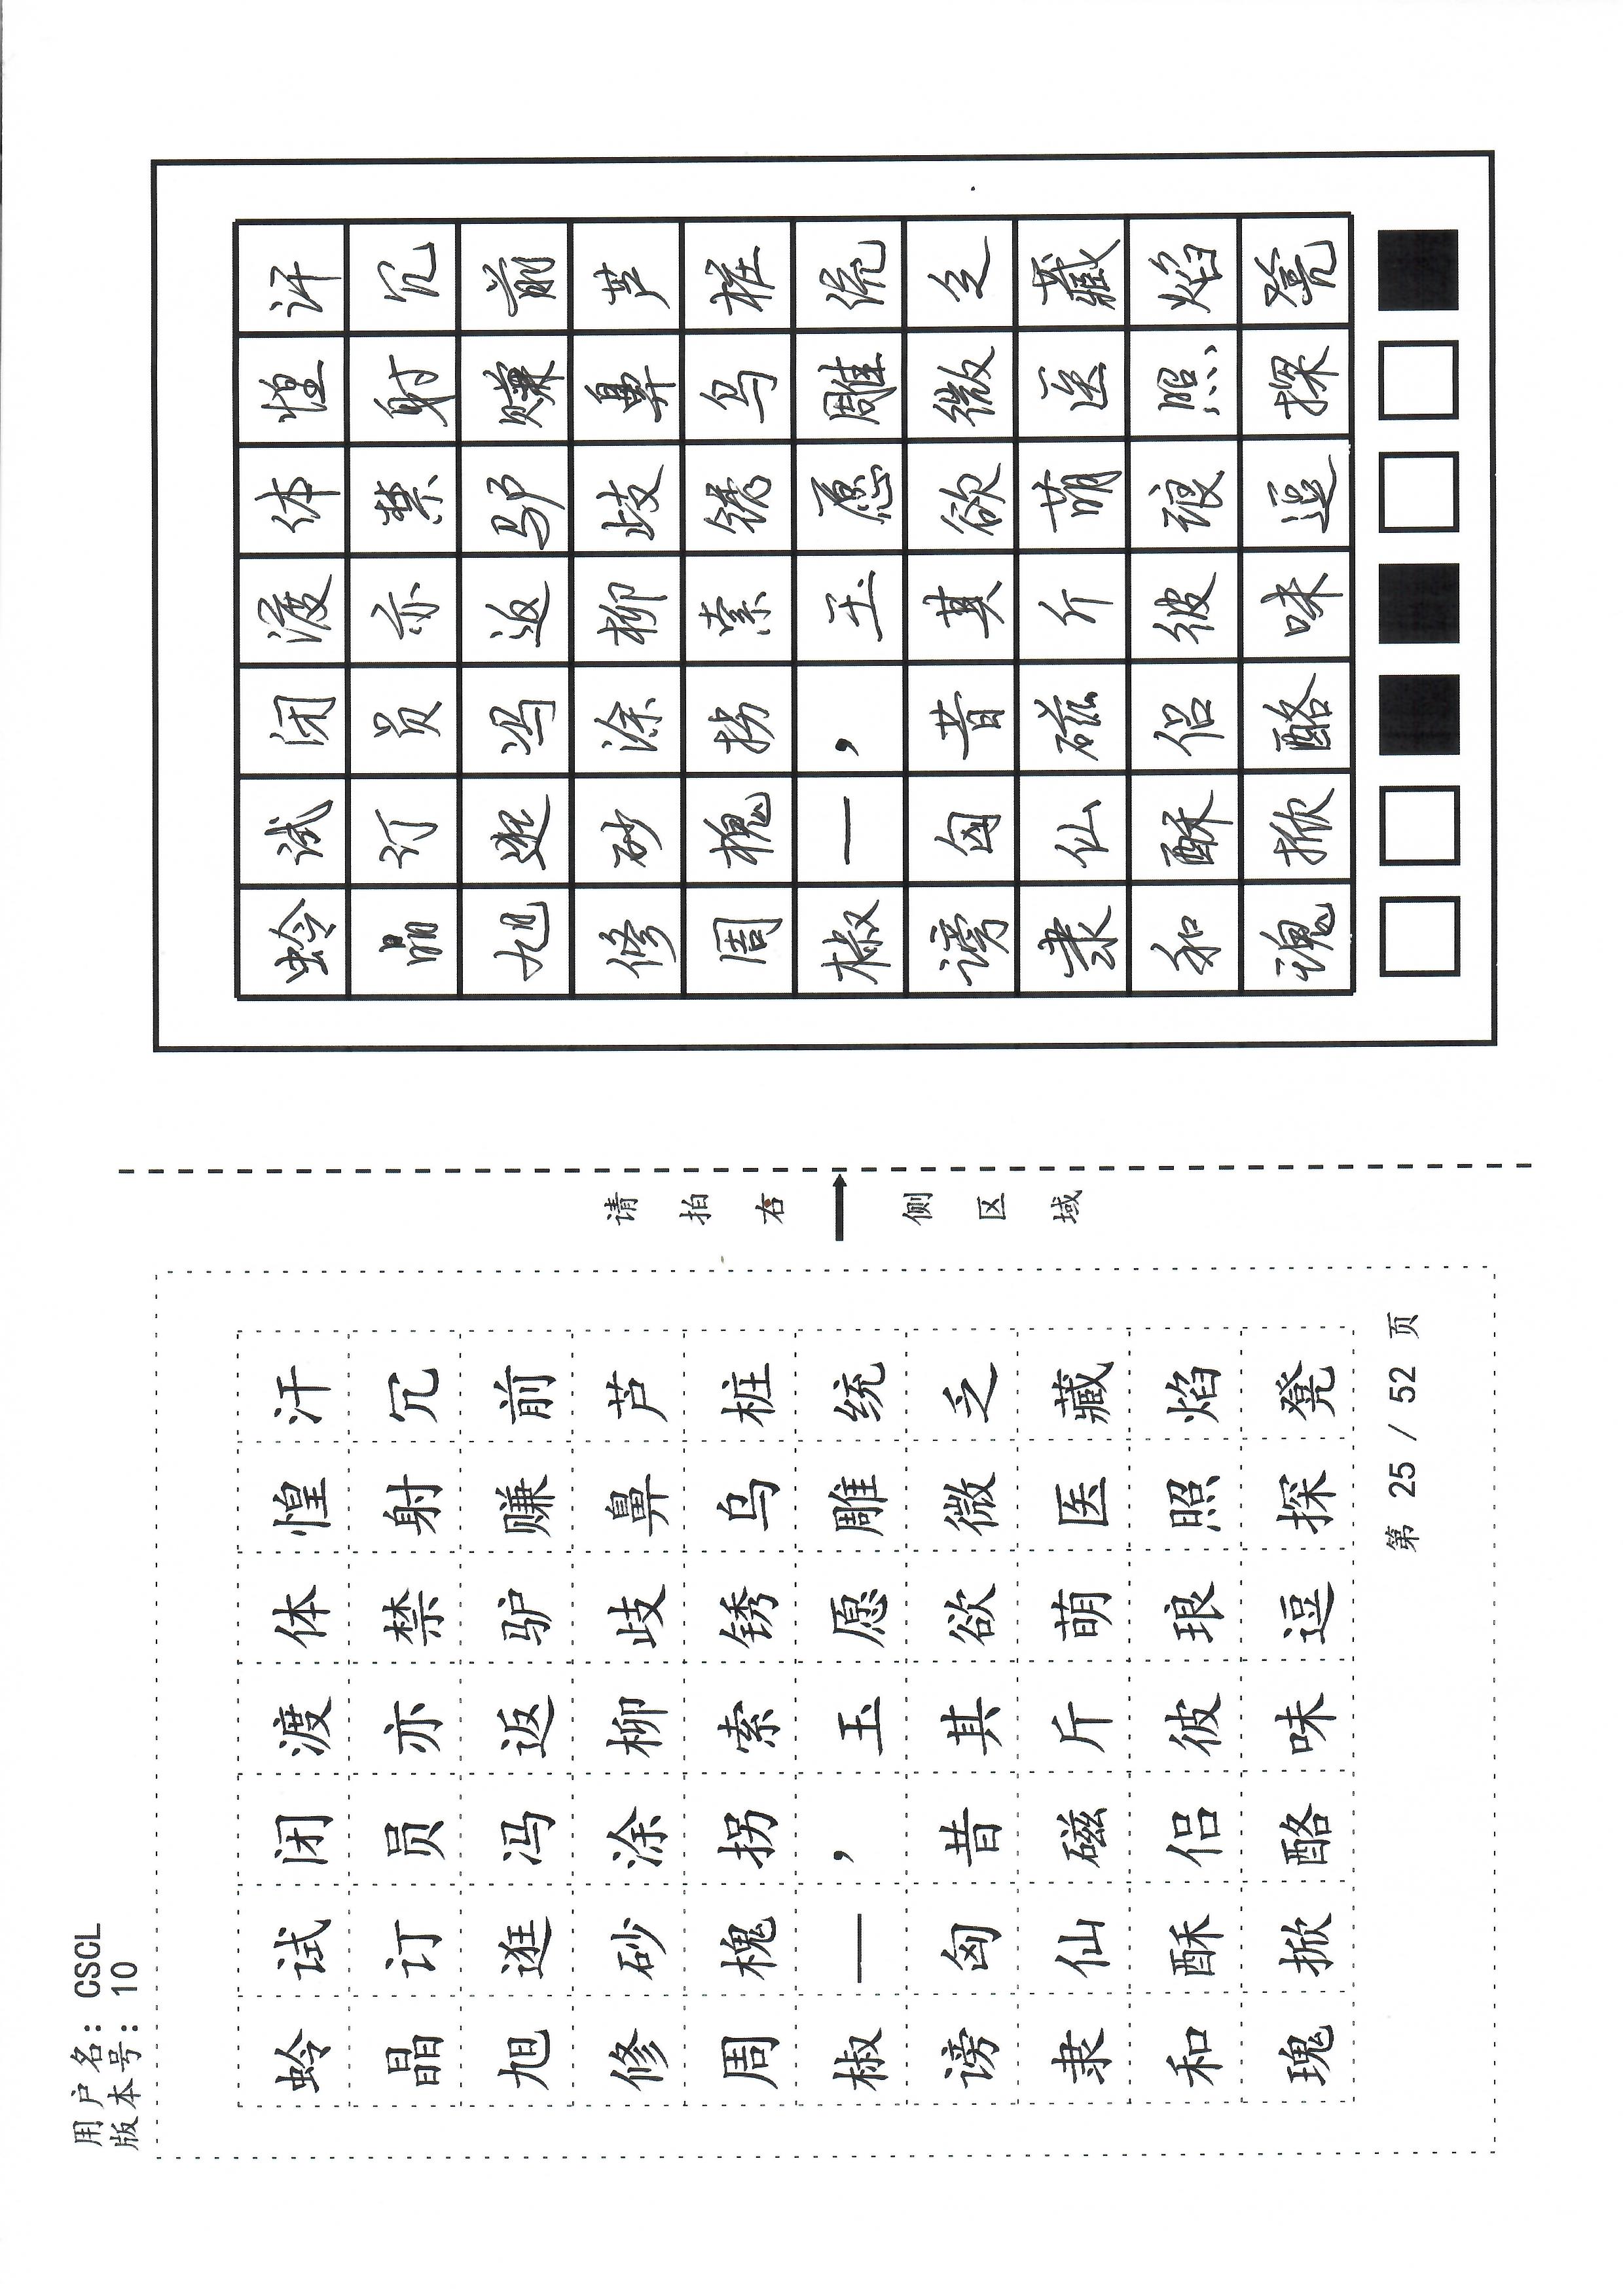 用户名: CSCL
版本号: 10
蛉试闭渡体惶汗
晶订员亦禁射冗
旭逛冯返驴赚前
修砂涂柳歧鼻芦
周槐拐索锈乌桩
椒—，玉愿雕统
谤匈昔其欲微乏
隶仙磁斤萌医藏
和酥侣彼琅照焰
瑰掀酪味逗探凳
第 25 / 52 页
请拍右→侧区域
蛉试闭渡体惶汗
晶订员亦禁射冗
旭逛冯返驴赚前
修砂涂柳歧鼻芦
周槐拐索锈乌桩
椒—，玉愿雕统
谤匈昔其欲微乏
隶仙磁斤萌医藏
和酥侣彼琅照焰
瑰掀酪味逗探凳